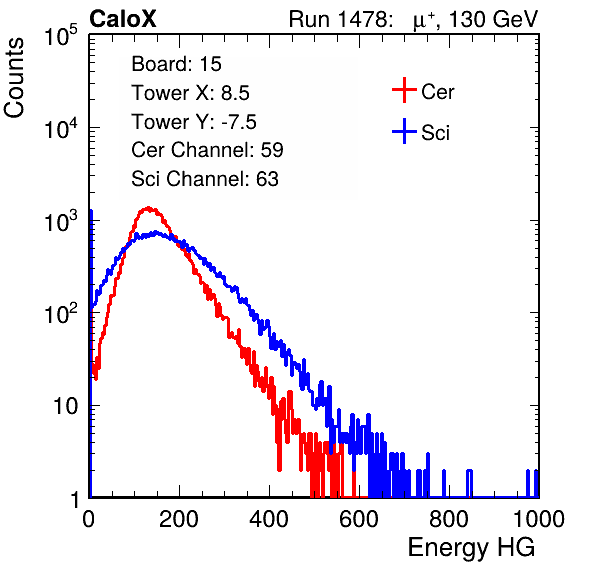 CaloX Run 1478: μ⁺, 130 GeV
Counts
Board: 15
Tower X: 8.5
Tower Y: -7.5
Cer Channel: 59
Sci Channel: 63
Cer
Sci
10⁵
10⁴
10³
10²
10
1
0 200 400 600 800 1000
Energy HG